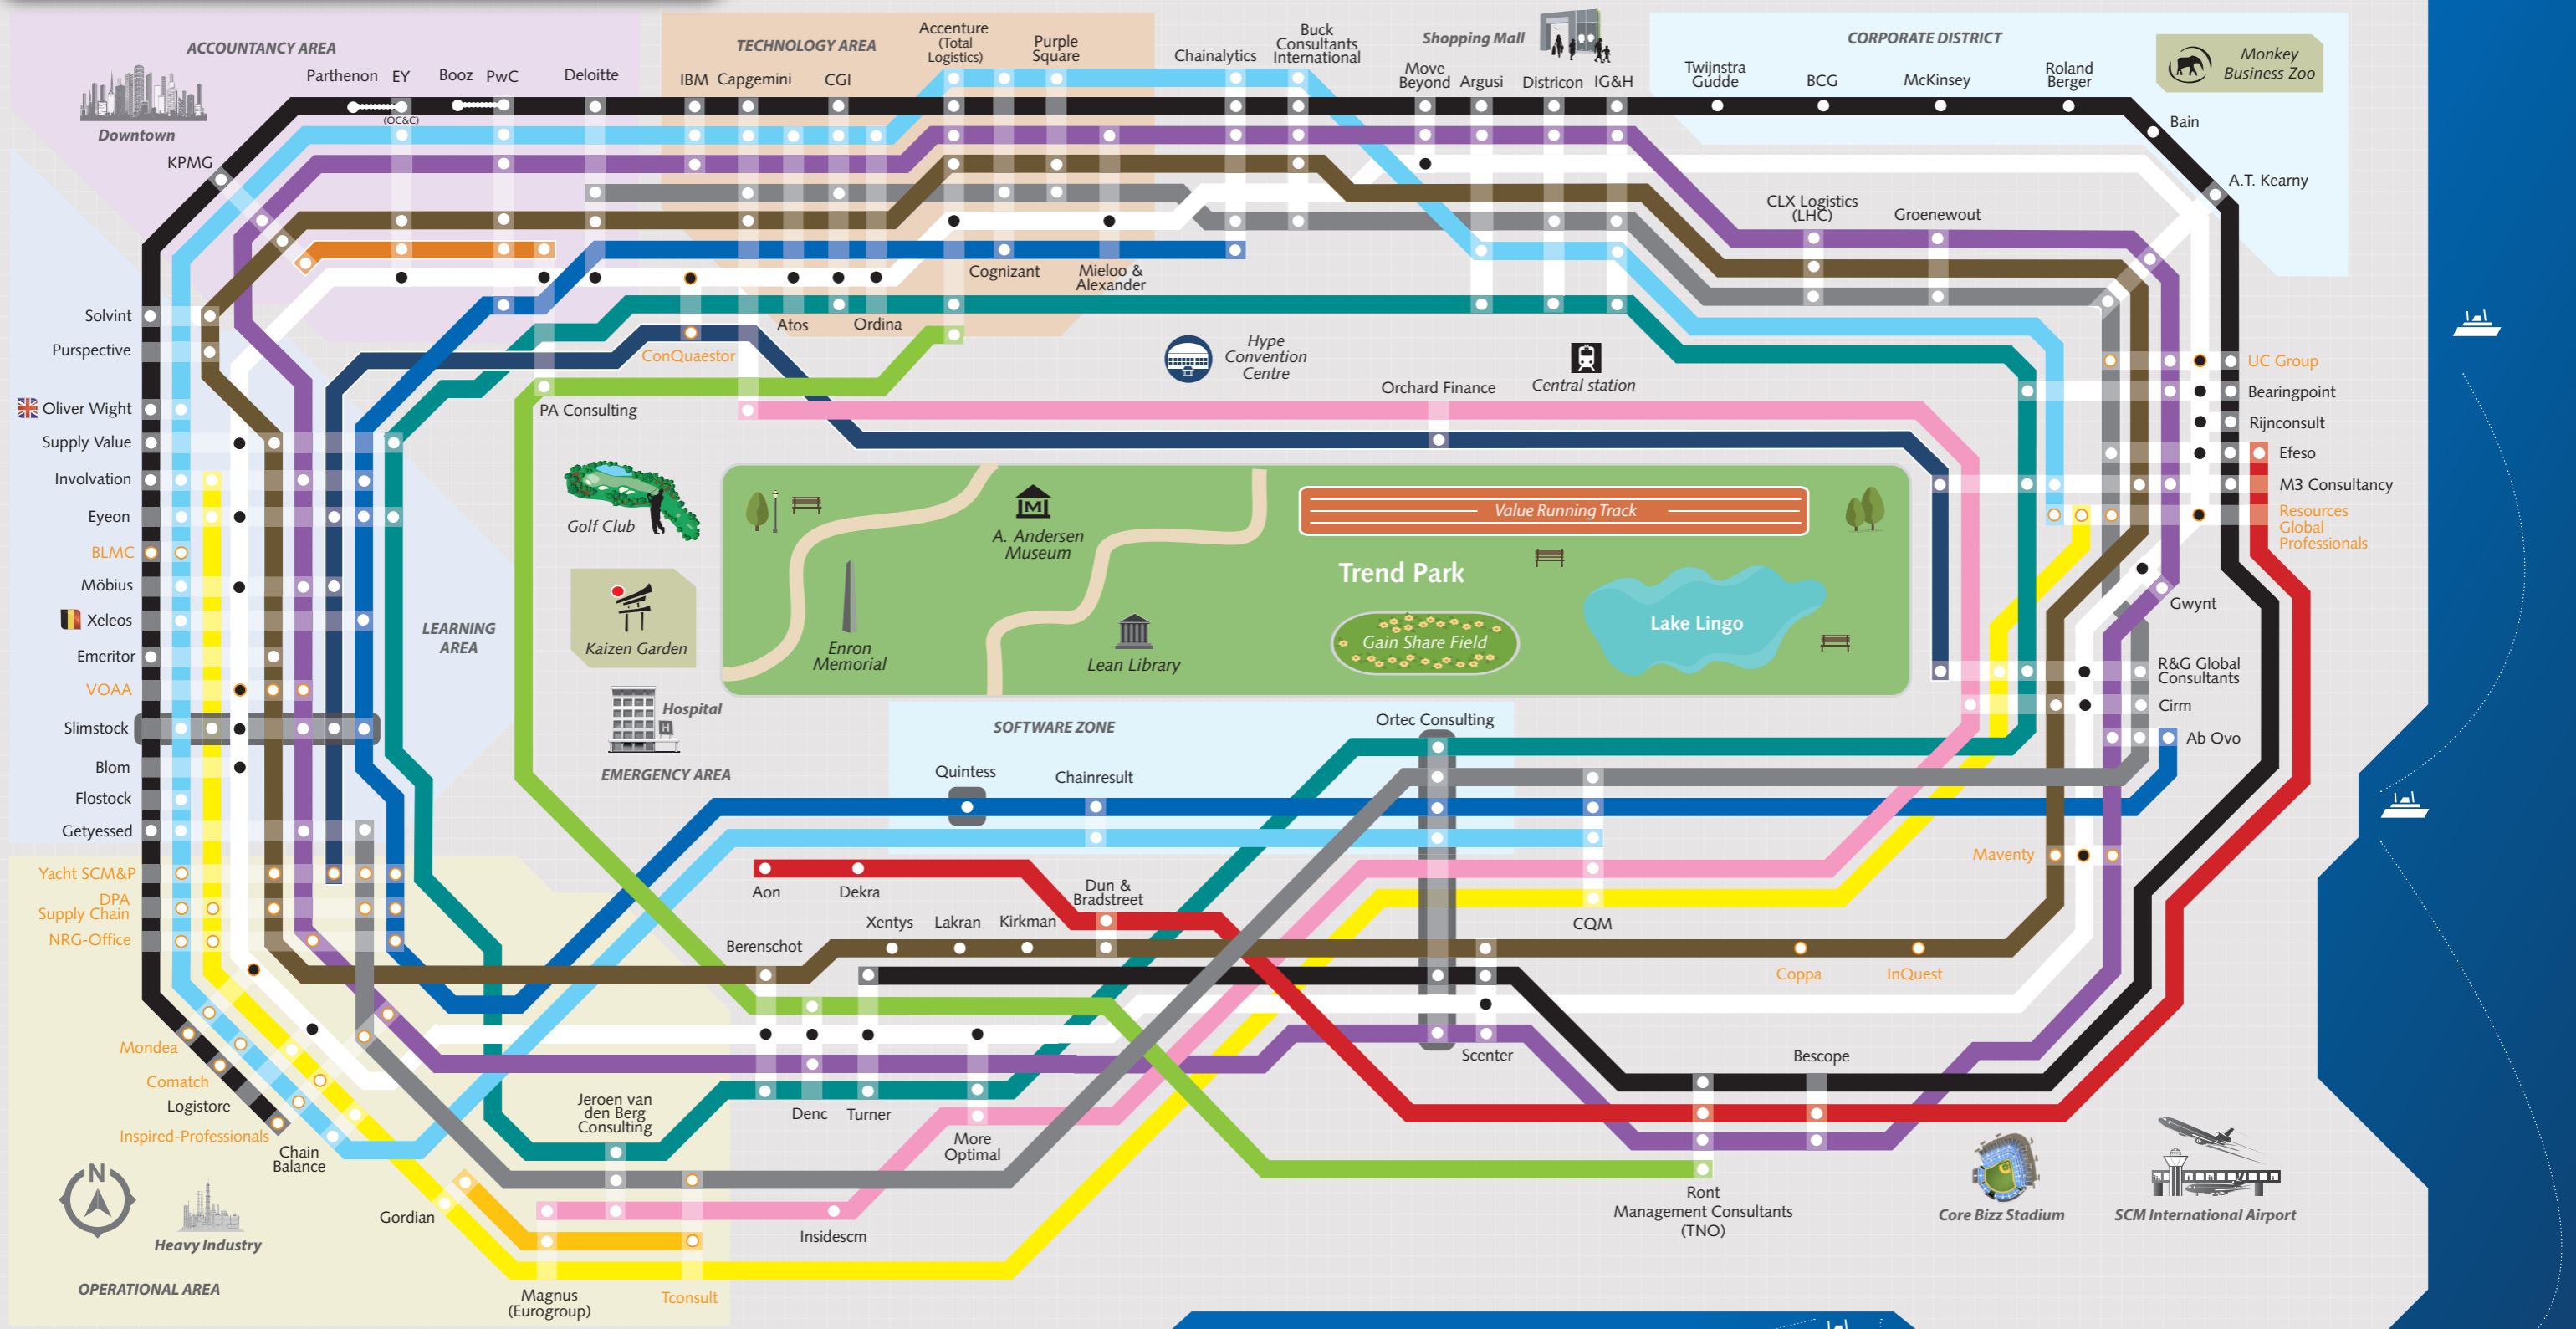 ACCOUNTANCY AREA
Downtown
Parthenon
EY
(OC&C)
Booz
PwC
Deloitte
KPMG
TECHNOLOGY AREA
IBM
Capgemini
CGI
Accenture
(Total
Logistics)
Purple
Square
Chainalytics
Buck
Consultants
International
Shopping Mall
Move
Beyond
Argusi
Districon
IG&H
CORPORATE DISTRICT
Twijnstra
Gudde
BCG
McKinsey
Roland
Berger
Monkey
Business Zoo
Bain
A.T. Kearny
CLX Logistics
(LHC)
Groenewout
Cognizant
Mieloo &
Alexander
Atos
Ordina
ConQuaestor
PA Consulting
Hype
Convention
Centre
Orchard Finance
Central station
Solvint
Purspective
Oliver Wight
Supply Value
Involvation
Eyeon
BLMC
Möbius
Xeleos
Emeritor
VOAA
Slimstock
Blom
Flostock
Getyessed
Yacht SCM&P
DPA
Supply Chain
NRG-Office
Mondea
Comatch
Logistore
Inspired-Professionals
Chain
Balance
LEARNING
AREA
Golf Club
Kaizen Garden
Hospital
H
EMERGENCY AREA
M
A. Andersen
Museum
Enron
Memorial
Lean Library
Value Running Track
Trend Park
Gain Share Field
Lake Lingo
UC Group
Bearingpoint
Rijnconsult
Efeso
M3 Consultancy
Resources
Global
Professionals
Gwynt
R&G Global
Consultants
Cirm
Ab Ovo
Maventy
SOFTWARE ZONE
Quintess
Chainresult
Ortec Consulting
CQM
Aon
Dekra
Dun &
Bradstreet
Berenschot
Xentys
Lakran
Kirkman
Coppa
InQuest
Scenter
Denc
Turner
More
Optimal
Jeroen van
den Berg
Consulting
Insidescm
Bescope
Ront
Management Consultants
(TNO)
Core Bizz Stadium
SCM International Airport
N
Heavy Industry
OPERATIONAL AREA
Gordian
Magnus
(Eurogroup)
Tconsult